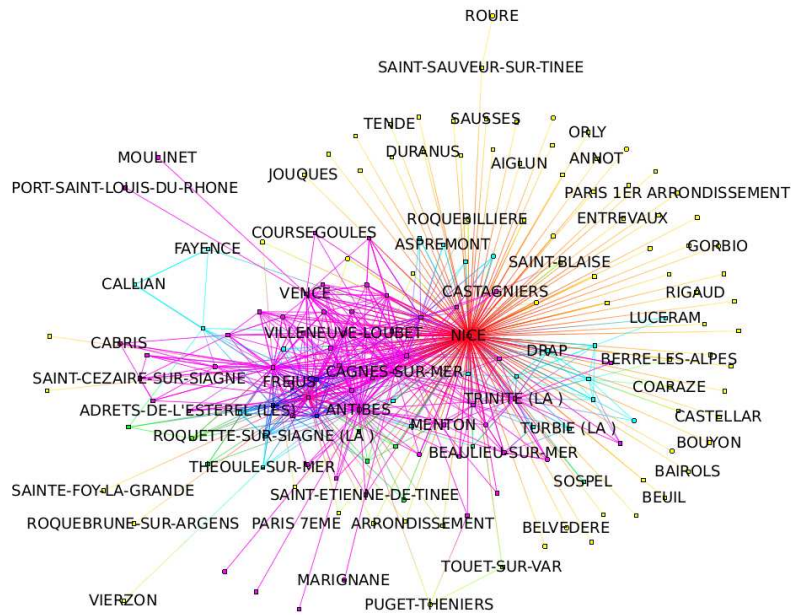 ROURE
SAINT-SAUVEUR-SUR-TINEE
TENDE
SAUSSES
ORLY
DURANUS
AIGLUN
ANNOT
MOULINET
JOUQUES
PORT-SAINT-LOUIS-DU-RHONE
PARIS 1ER ARRONDISSEMENT
ROQUEBILLIERE
ENTREVAUX
COURSEGOULES
FAYENCE
ASPREMONT
GORBIO
SAINT-BLAISE
CALLIAN
VENCE
CASTAGNIERS
RIGAUD
LUCERAM
VILLENEUVE-LOUBET
NICE
CABRIS
DRAP
BERRE-LES-ALPES
SAINT-CEZAIRE-SUR-SIAGNE
FREJUS
CAGNES-SUR-MER
COARAZE
TRINITE (LA )
ADRETS-DE-L'ESTEREL (LES)
ANTIBES
CASTELLAR
MENTON
TURBIE (LA )
ROQUETTE-SUR-SIAGNE (LA )
BOUYON
BEAULIEU-SUR-MER
THEOULE-SUR-MER
BAIROLS
SOSPEL
SAINTE-FOY-LA-GRANDE
SAINT-ETIENNE-DE-TINEE
BEUIL
ROQUEBRUNE-SUR-ARGENS
PARIS 7EME ARRONDISSEMENT
BELVEDERE
TOUET-SUR-VAR
MARIGNANE
VIERZON
PUGET-THENIERS